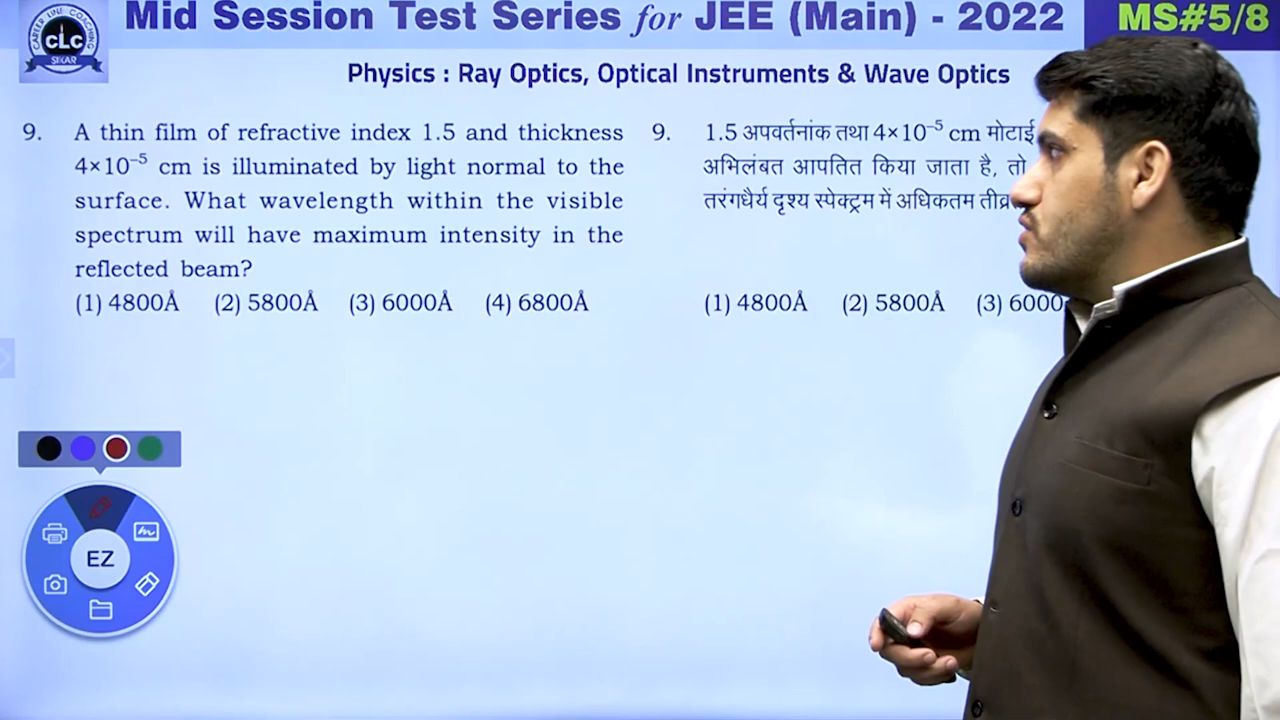 Mid Session Test Series for JEE (Main) - 2022
MS#5/8
CAREER LINE COACHING
CLC
SIKAR
Physics : Ray Optics, Optical Instruments & Wave Optics
9. A thin film of refractive index 1.5 and thickness
4×10⁻⁵ cm is illuminated by light normal to the
surface. What wavelength within the visible
spectrum will have maximum intensity in the
reflected beam?
(1) 4800Å (2) 5800Å (3) 6000Å (4) 6800Å
9. 1.5 अपवर्तनांक तथा 4×10⁻⁵ cm मोटाई
अभिलंबत आपतित किया जाता है, तो
तरंगधैर्य दृश्य स्पेक्ट्रम में अधिकतम
(1) 4800Å (2) 5800Å (3) 6000
EZ